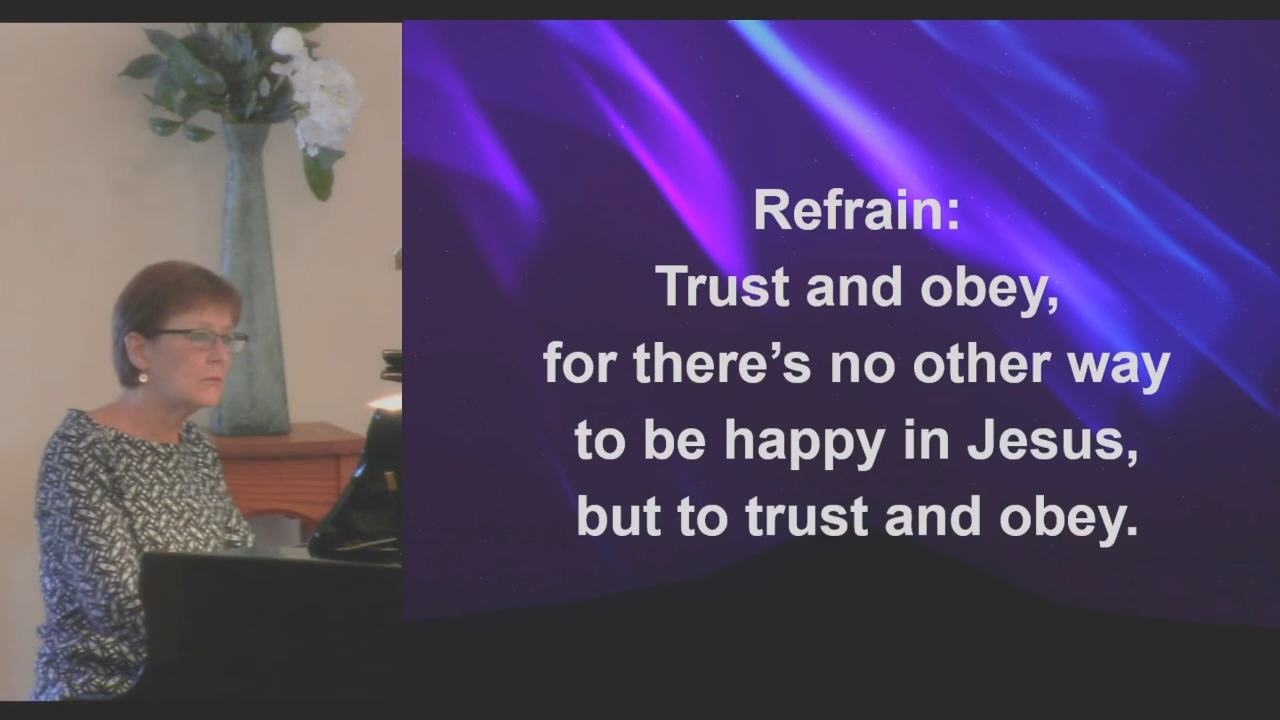 Refrain:
Trust and obey,
for there’s no other way
to be happy in Jesus,
but to trust and obey.